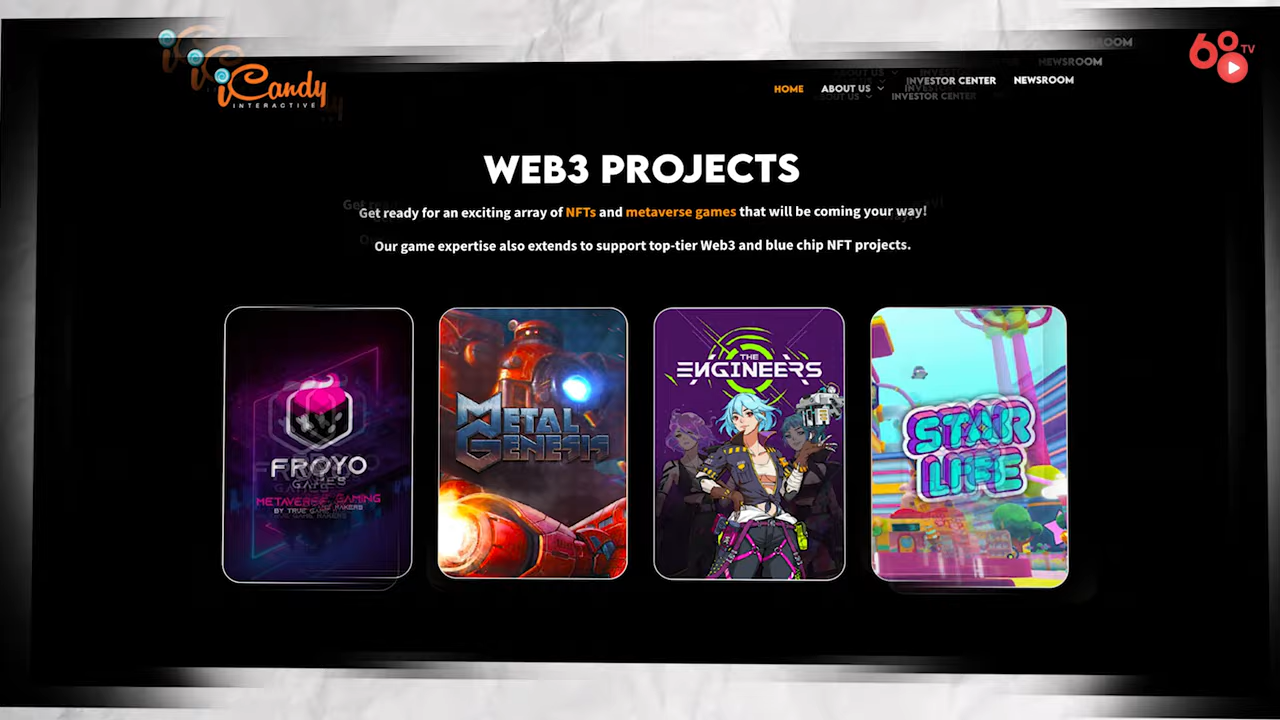 iCandy
INTERACTIVE
HOME
ABOUT US
INVESTOR CENTER
NEWSROOM
6 TV
WEB3 PROJECTS
Get ready for an exciting array of NFTs and metaverse games that will be coming your way!
Our game expertise also extends to support top-tier Web3 and blue chip NFT projects.
FROYO
GAMES
METAVERSE GAMING
BY TRUE GAME MAKERS
METAL
GENESIS
THE
ENGINEERS
STAR
LIFE